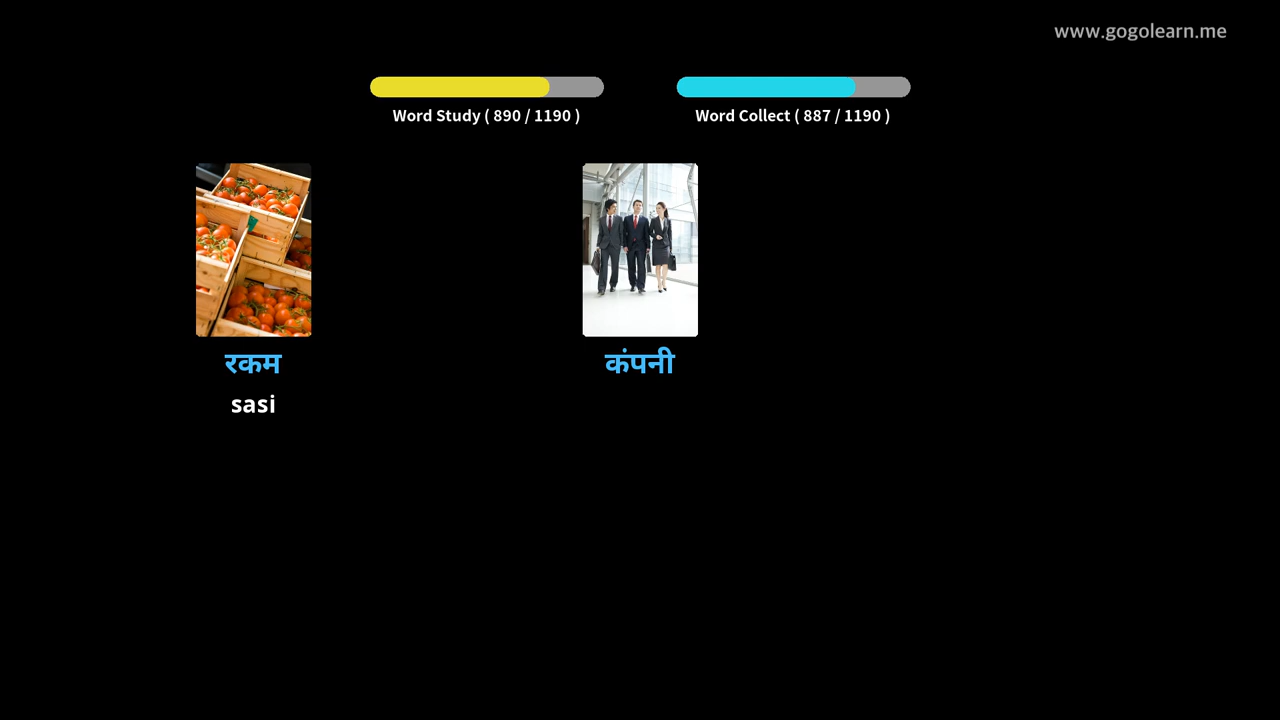 www.gogolearn.me
Word Study ( 890 / 1190 )
Word Collect ( 887 / 1190 )
रकम
कंपनी
sasi